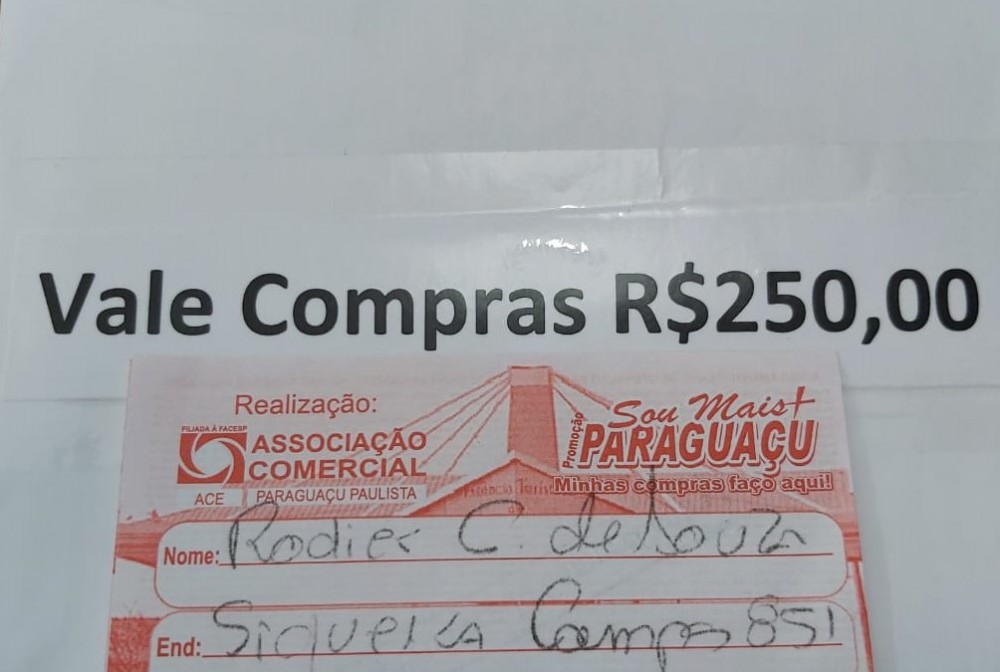 Vale Compras R$250,00
Realização:
FILIADA À FACESP
ASSOCIAÇÃO
COMERCIAL
ACE PARAGUAÇU PAULISTA
Promoção
Sou Mais+
PARAGUAÇU
Minhas compras faço aqui!
Nome: Rodier C. de Souza
End: Siqueira Campos 851